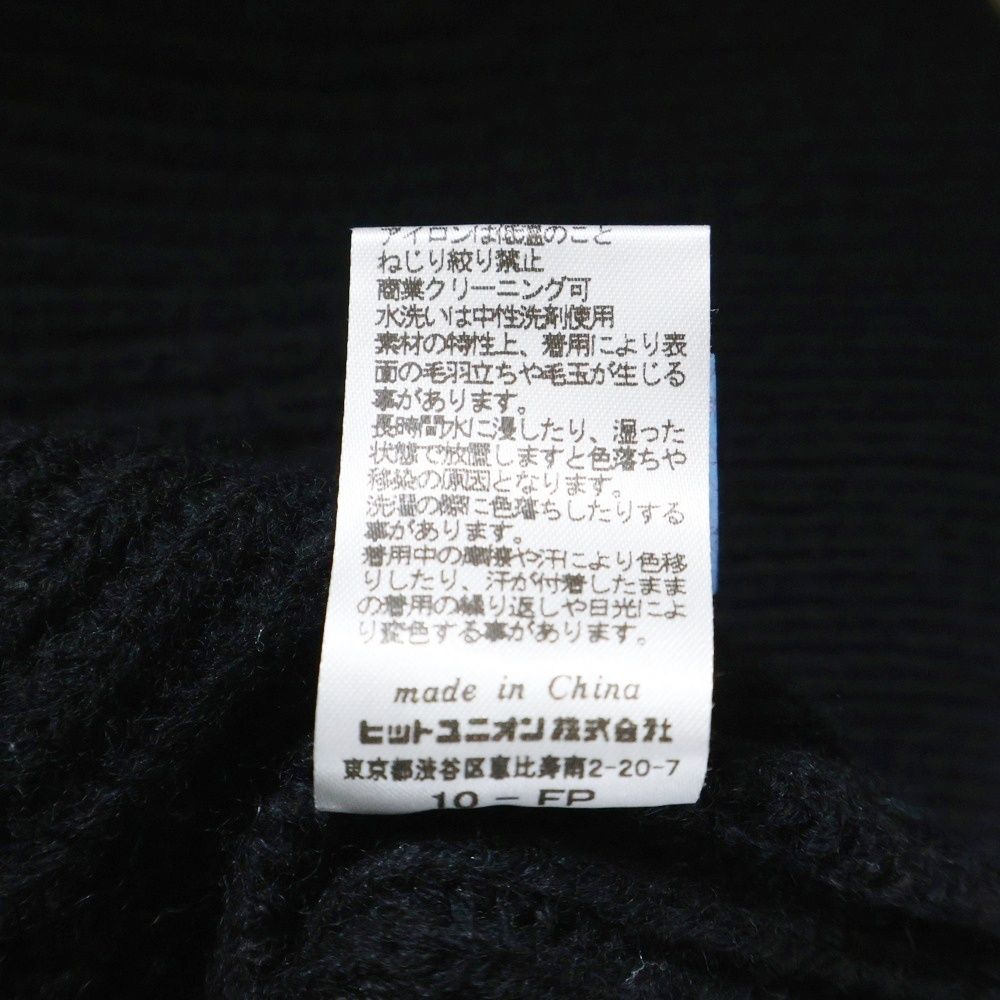 アイロンは低温のこと
ねじり絞り禁止
商業クリーニング可
水洗いは中性洗剤使用
素材の特性上、着用により表
面の毛羽立ちや毛玉が生じる
事があります。
長時間水に浸したり、湿った
状態で放置しますと色落ちや
移染の原因となります。
洗濯の際に色落ちしたりする
事があります。
着用中の摩擦や汗により色移
りしたり、汗が付着したまま
の着用の繰り返しや日光によ
り変色する事があります。
made in China
ヒットユニオン株式会社
東京都渋谷区恵比寿南2-20-7
10 - FP